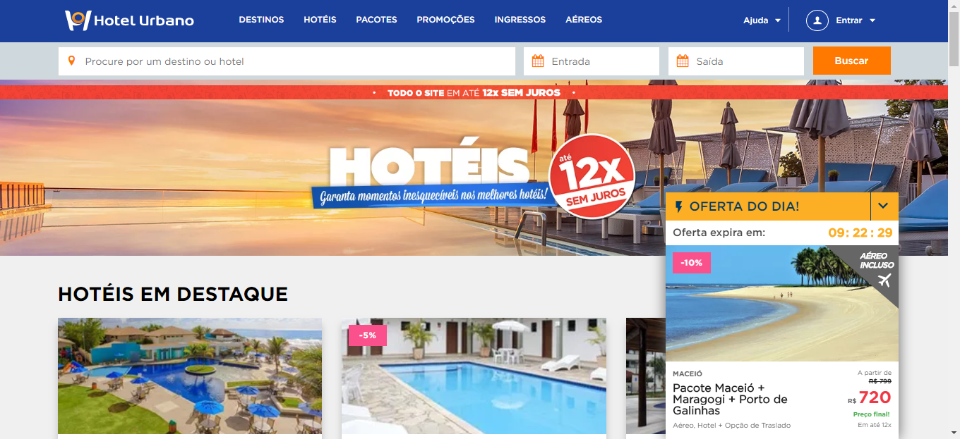 Hotel Urbano
DESTINOS HOTÉIS PACOTES PROMOÇÕES INGRESSOS AÉREOS
Ajuda Entrar
Procure por um destino ou hotel Entrada Saída Buscar
• TODO O SITE EM ATÉ 12x SEM JUROS •
HOTÉIS
Garanta momentos inesquecíveis nos melhores hotéis!
até
12x
SEM JUROS
OFERTA DO DIA!
Oferta expira em: 09: 22 : 29
-10%
AÉREO
INCLUSO
MACEIÓ
Pacote Maceió +
Maragogi + Porto de
Galinhas
Aéreo, Hotel + Opção de Traslado
A partir de
R$ 799
R$ 720
Preço final!
Em até 12x
HOTÉIS EM DESTAQUE
-5%